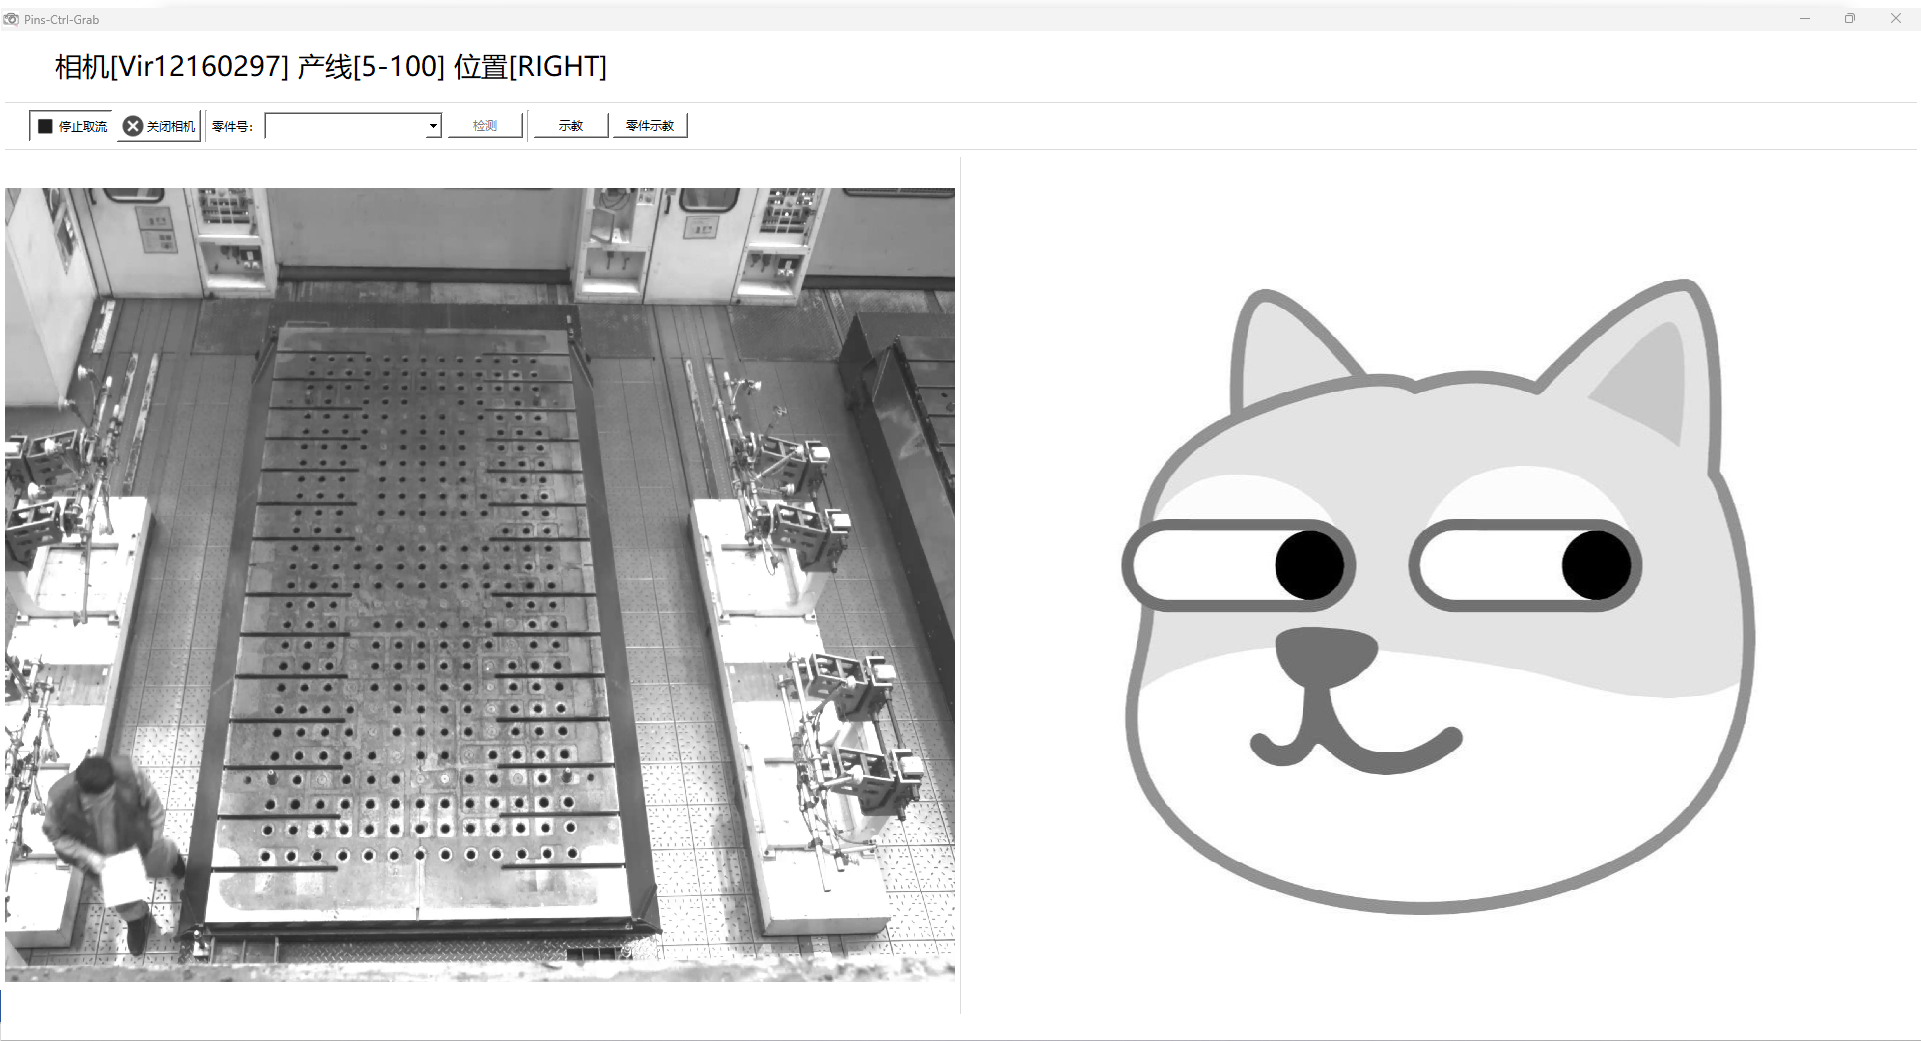 Pins-Ctrl-Grab
相机[Vir12160297] 产线[5-100] 位置[RIGHT]
停止取流 关闭相机 零件号: 检测 示教 零件示教